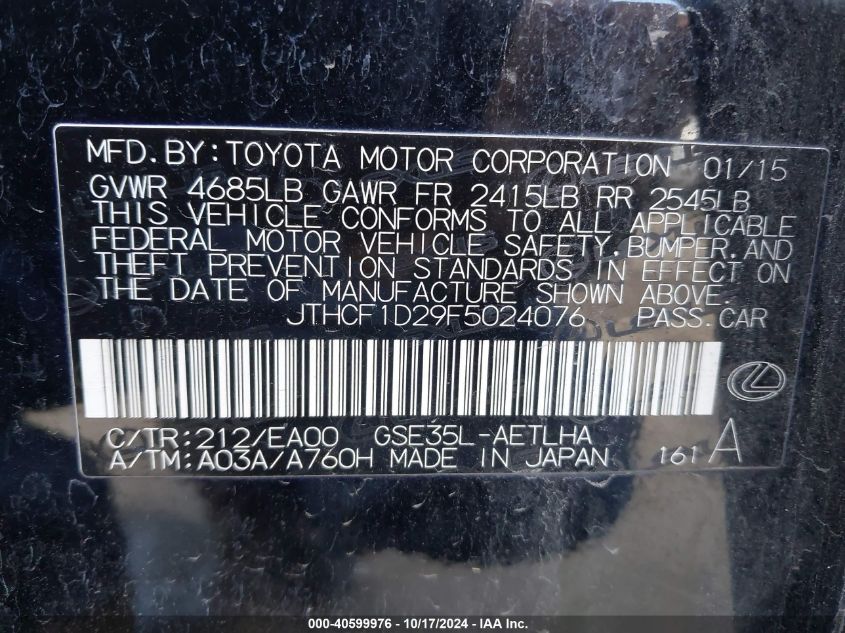 MFD.BY:TOYOTA MOTOR CORPORATION 01/15
GVWR 4685LB GAWR FR 2415LB RR 2545LB
THIS VEHICLE CONFORMS TO ALL APPLICABLE
FEDERAL MOTOR VEHICLE SAFETY,BUMPER,AND
THEFT PREVENTION STANDARDS IN EFFECT ON
THE DATE OF MANUFACTURE SHOWN ABOVE.
JTHCF1D29F5024076 PASS.CAR
C/TR:212/EA00 GSE35L-AETLHA
A/TM:A03A/A760H MADE IN JAPAN 161 A
000-40599976 - 10/17/2024 - IAA Inc.